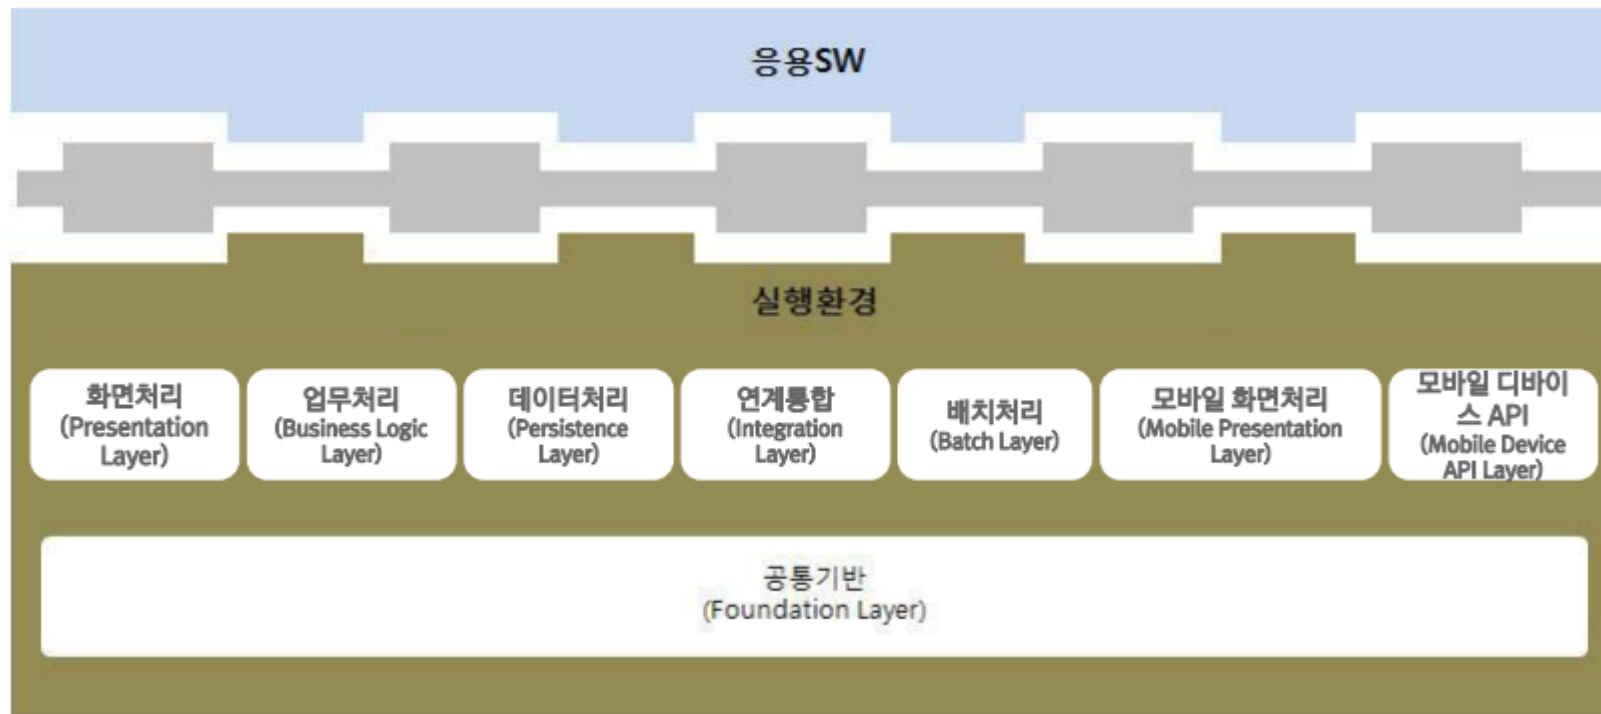 응용SW
실행환경
화면처리
(Presentation
Layer)
업무처리
(Business Logic
Layer)
데이터처리
(Persistence
Layer)
연계통합
(Integration
Layer)
배치처리
(Batch Layer)
모바일 화면처리
(Mobile Presentation
Layer)
모바일 디바이
스 API
(Mobile Device
API Layer)
공통기반
(Foundation Layer)